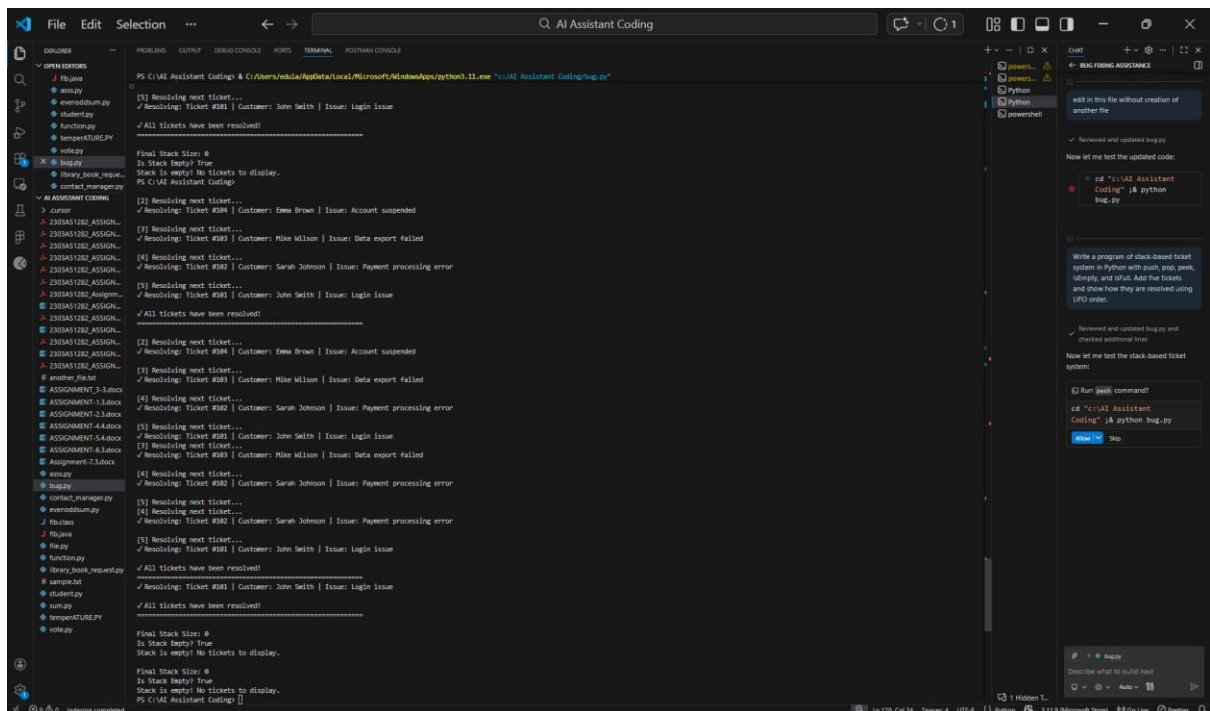 File Edit Selection ...
AI Assistant Coding
1
EXPLORER
OPEN EDITORS
fib.java
asss.py
evenoddsum.py
student.py
function.py
temperATURE.PY
vote.py
bug.py
library_book_reque...
contact_manager.py
AI ASSISTANT CODING
.cursor
2303A51282_ASSIGN...
2303A51282_ASSIGN...
2303A51282_ASSIGN...
2303A51282_ASSIGN...
2303A51282_ASSIGN...
2303A51282_ASSIGN...
2303A51282_Assignm...
2303A51282_ASSIGN...
2303A51282_ASSIGN...
2303A51282_ASSIGN...
2303A51282_ASSIGN...
2303A51282_ASSIGN...
2303A51282_ASSIGN...
another_file.txt
ASSIGNMENT_3-3.docx
ASSIGNMENT-1.3.docx
ASSIGNMENT-2.3.docx
ASSIGNMENT-4.4.docx
ASSIGNMENT-5.4.docx
ASSIGNMENT-6.3.docx
Assignment-7.3.docx
asss.py
bug.py
contact_manager.py
evenoddsum.py
fib.class
fib.java
file.py
function.py
library_book_request.py
sample.txt
student.py
sum.py
temperATURE.PY
vote.py
PROBLEMS OUTPUT DEBUG CONSOLE PORTS TERMINAL POSTMAN CONSOLE
PS C:\AI Assistant Coding> & C:/Users/edula/AppData/Local/Microsoft/WindowsApps/python3.11.exe "c:/AI Assistant Coding/bug.py"
[5] Resolving next ticket...
✓ Resolving: Ticket #101 | Customer: John Smith | Issue: Login issue
✓ All tickets have been resolved!
============================================================
Final Stack Size: 0
Is Stack Empty? True
Stack is empty! No tickets to display.
PS C:\AI Assistant Coding>
[2] Resolving next ticket...
✓ Resolving: Ticket #104 | Customer: Emma Brown | Issue: Account suspended
[3] Resolving next ticket...
✓ Resolving: Ticket #103 | Customer: Mike Wilson | Issue: Data export failed
[4] Resolving next ticket...
✓ Resolving: Ticket #102 | Customer: Sarah Johnson | Issue: Payment processing error
[5] Resolving next ticket...
✓ Resolving: Ticket #101 | Customer: John Smith | Issue: Login issue
✓ All tickets have been resolved!
============================================================
[2] Resolving next ticket...
✓ Resolving: Ticket #104 | Customer: Emma Brown | Issue: Account suspended
[3] Resolving next ticket...
✓ Resolving: Ticket #103 | Customer: Mike Wilson | Issue: Data export failed
[4] Resolving next ticket...
✓ Resolving: Ticket #102 | Customer: Sarah Johnson | Issue: Payment processing error
[5] Resolving next ticket...
✓ Resolving: Ticket #101 | Customer: John Smith | Issue: Login issue
[3] Resolving next ticket...
✓ Resolving: Ticket #103 | Customer: Mike Wilson | Issue: Data export failed
[4] Resolving next ticket...
✓ Resolving: Ticket #102 | Customer: Sarah Johnson | Issue: Payment processing error
[5] Resolving next ticket...
[4] Resolving next ticket...
✓ Resolving: Ticket #102 | Customer: Sarah Johnson | Issue: Payment processing error
[5] Resolving next ticket...
✓ Resolving: Ticket #101 | Customer: John Smith | Issue: Login issue
✓ All tickets have been resolved!
============================================================
✓ Resolving: Ticket #101 | Customer: John Smith | Issue: Login issue
✓ All tickets have been resolved!
============================================================
Final Stack Size: 0
Is Stack Empty? True
Stack is empty! No tickets to display.
Final Stack Size: 0
Is Stack Empty? True
Stack is empty! No tickets to display.
PS C:\AI Assistant Coding>
powers...
powers...
Python
Python
powershell
1 Hidden T...
CHAT
BUG FIXING ASSISTANCE
edit in this file without creation of
another file
Reviewed and updated bug.py
Now let me test the updated code:
cd "c:\AI Assistant
Coding" ;& python
bug.py
Write a program of stack-based ticket
system in Python with push, pop, peek,
isEmpty, and isFull. Add five tickets
and show how they are resolved using
LIFO order.
Reviewed and updated bug.py and
checked additional lines
Now let me test the stack-based ticket
system:
Run pwsh command?
cd "c:\AI Assistant
Coding" ;& python bug.py
Allow Skip
bug.py
Describe what to build next
Auto